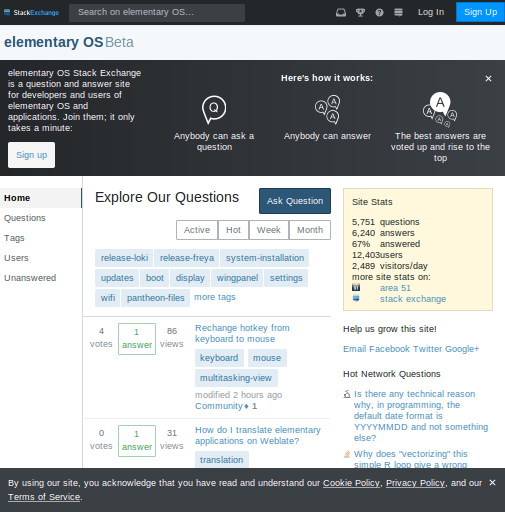 StackExchange
Search on elementary OS…
Log In
Sign Up
elementary OS Beta
elementary OS Stack Exchange
is a question and answer site
for developers and users of
elementary OS and
applications. Join them; it only
takes a minute:
Sign up
Here's how it works:
Anybody can ask a
question
Anybody can answer
The best answers are
voted up and rise to the
top
Home
Questions
Tags
Users
Unanswered
Explore Our Questions
Ask Question
Active Hot Week Month
release-loki release-freya system-installation
updates boot display wingpanel settings
wifi pantheon-files more tags
4
votes
1
answer
86
views
Rechange hotkey from
keyboard to mouse
keyboard mouse
multitasking-view
modified 2 hours ago
Community♦ 1
0
votes
1
answer
31
views
How do I translate elementary
applications on Weblate?
translation
Site Stats
5,751 questions
6,240 answers
67% answered
12,403users
2,489 visitors/day
more site stats on:
area 51
stack exchange
Help us grow this site!
Email Facebook Twitter Google+
Hot Network Questions
Is there any technical reason
why, in programming, the
default date format is
YYYYMMDD and not something
else?
Why does "vectorizing" this
simple R loop give a wrong
By using our site, you acknowledge that you have read and understand our Cookie Policy, Privacy Policy, and our
Terms of Service.